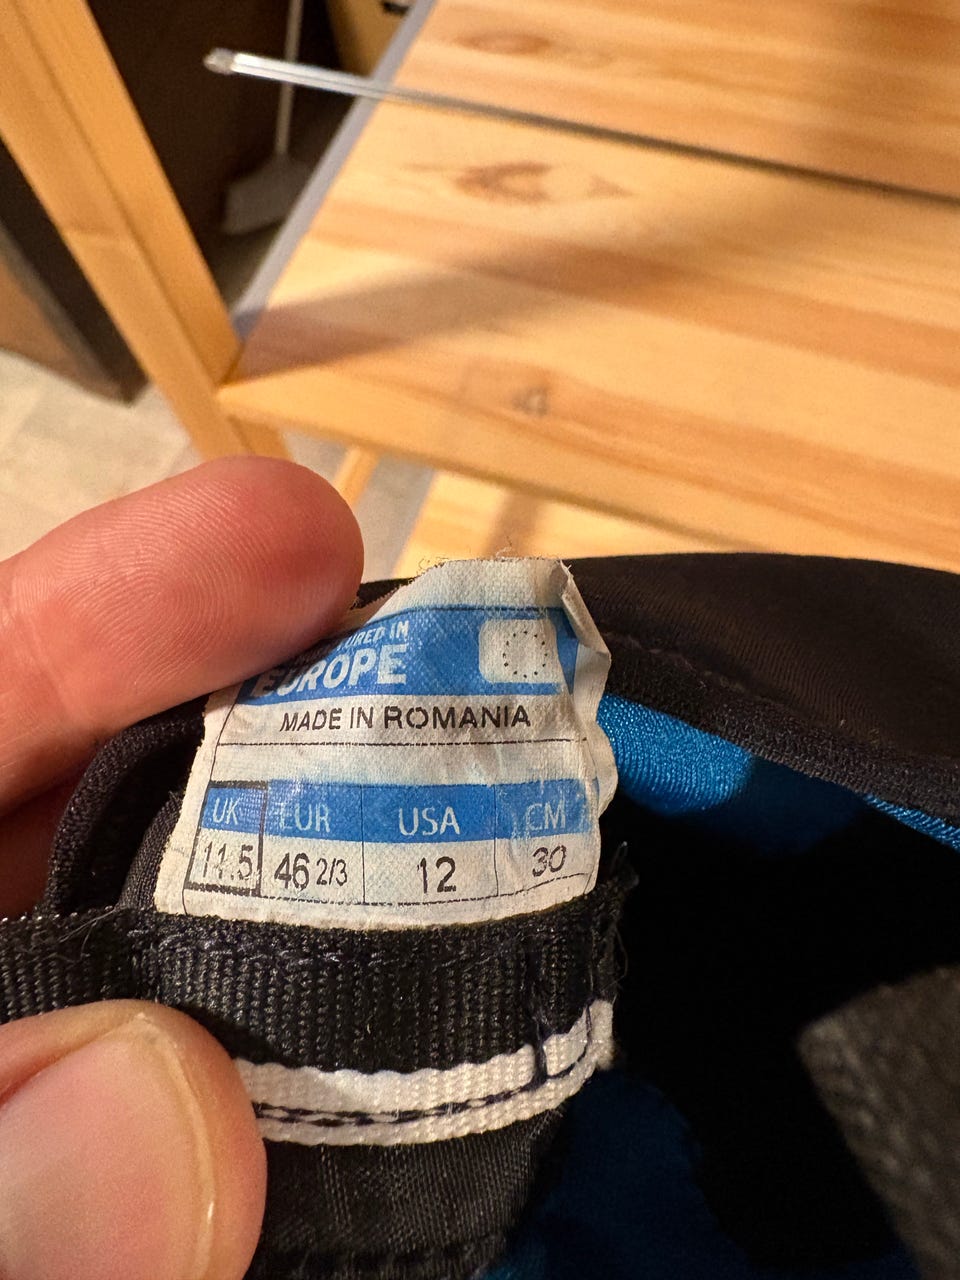 EUROPE
MADE IN ROMANIA
UK EUR USA CM
11.5 46 2/3 12 30